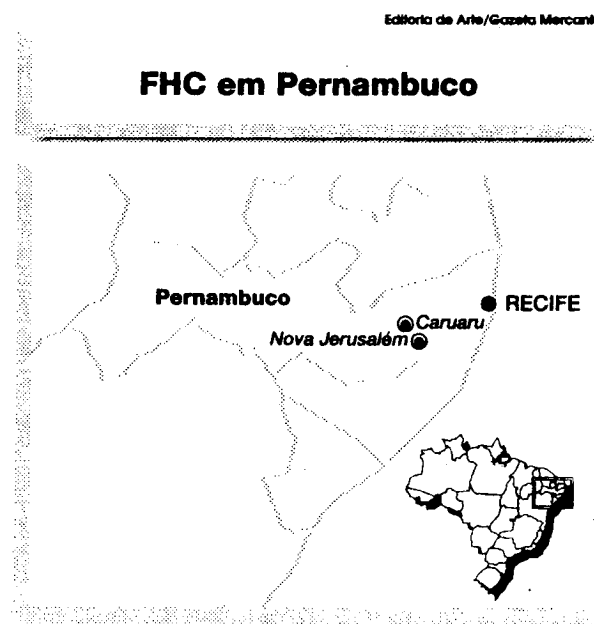 Editoria de Arte/Gazeta Mercantil
FHC em Pernambuco
Pernambuco
RECIFE
Caruaru
Nova Jerusalém